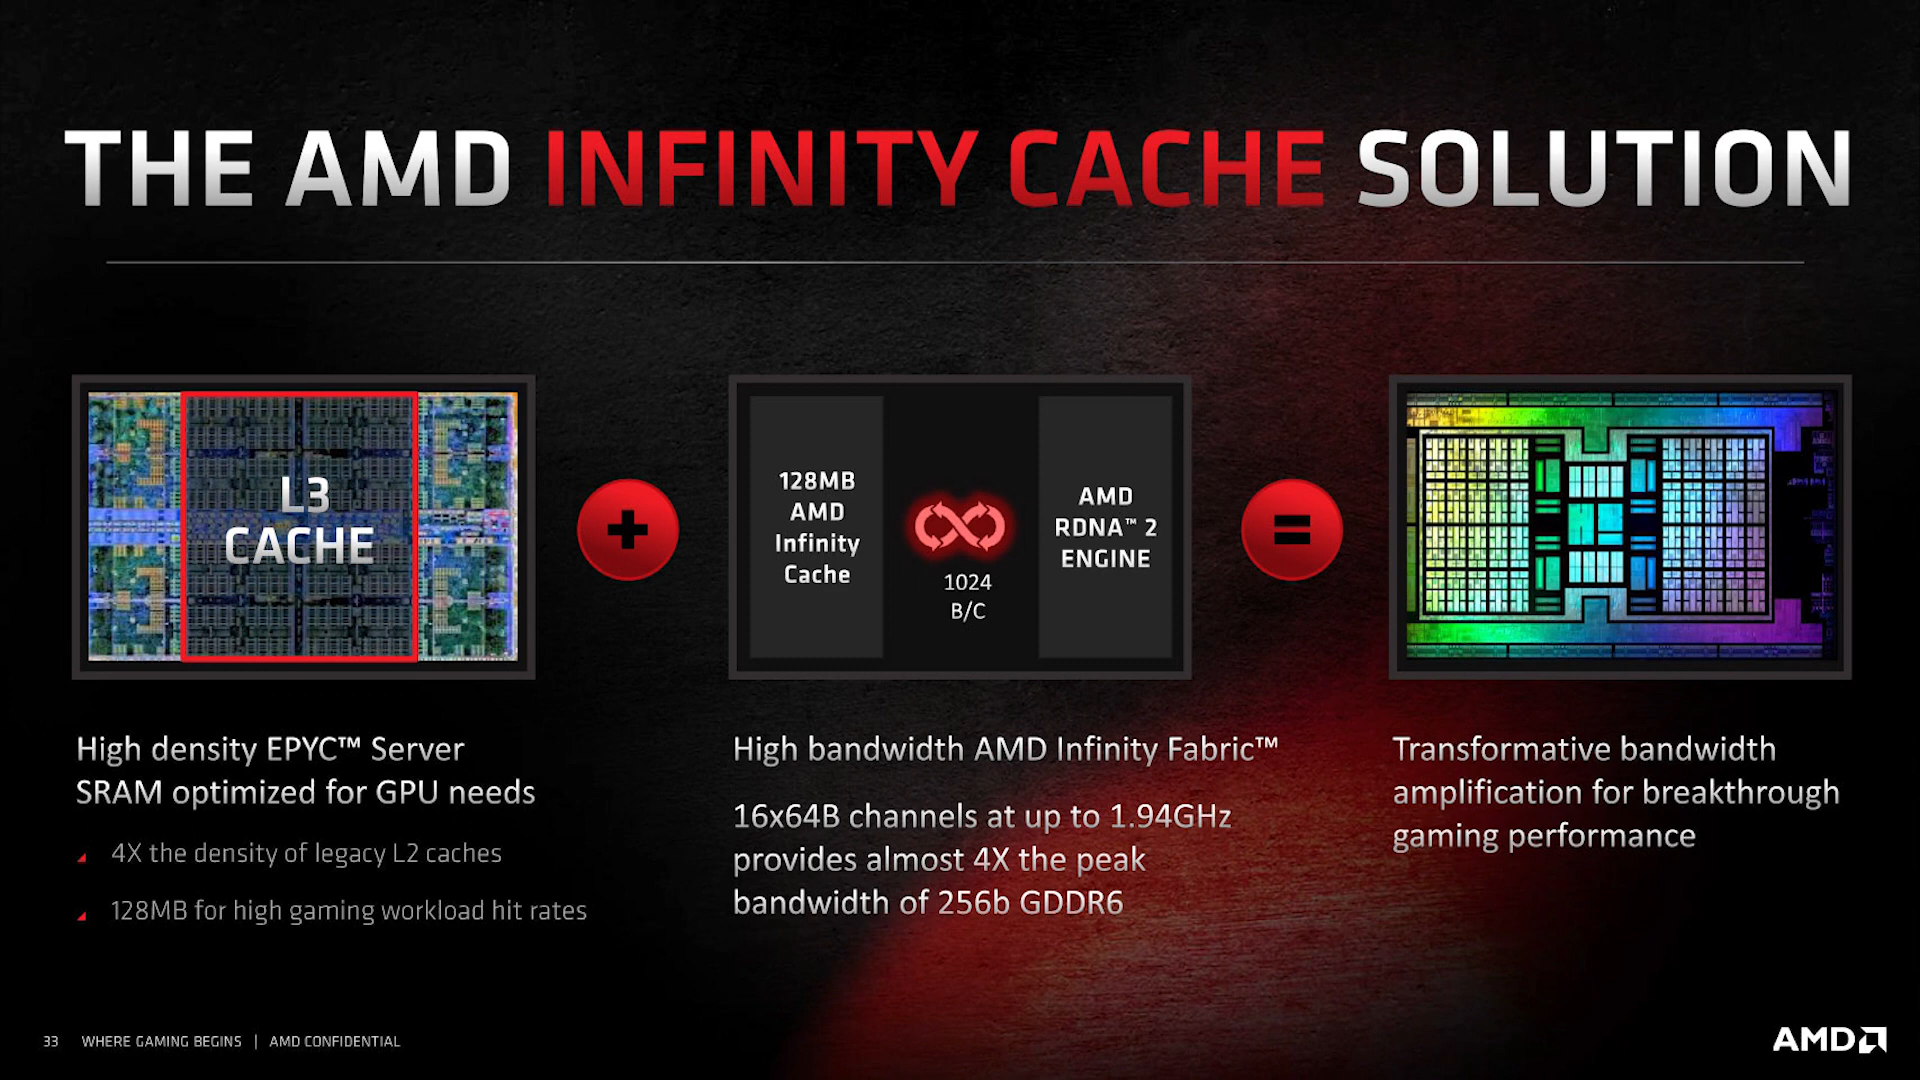 THE AMD INFINITY CACHE SOLUTION
L3
CACHE
+
128MB
AMD
Infinity
Cache
1024
B/C
AMD
RDNA™ 2
ENGINE
=
High density EPYC™ Server
SRAM optimized for GPU needs
4X the density of legacy L2 caches
128MB for high gaming workload hit rates
High bandwidth AMD Infinity Fabric™
16x64B channels at up to 1.94GHz
provides almost 4X the peak
bandwidth of 256b GDDR6
Transformative bandwidth
amplification for breakthrough
gaming performance
33 WHERE GAMING BEGINS | AMD CONFIDENTIAL
AMD